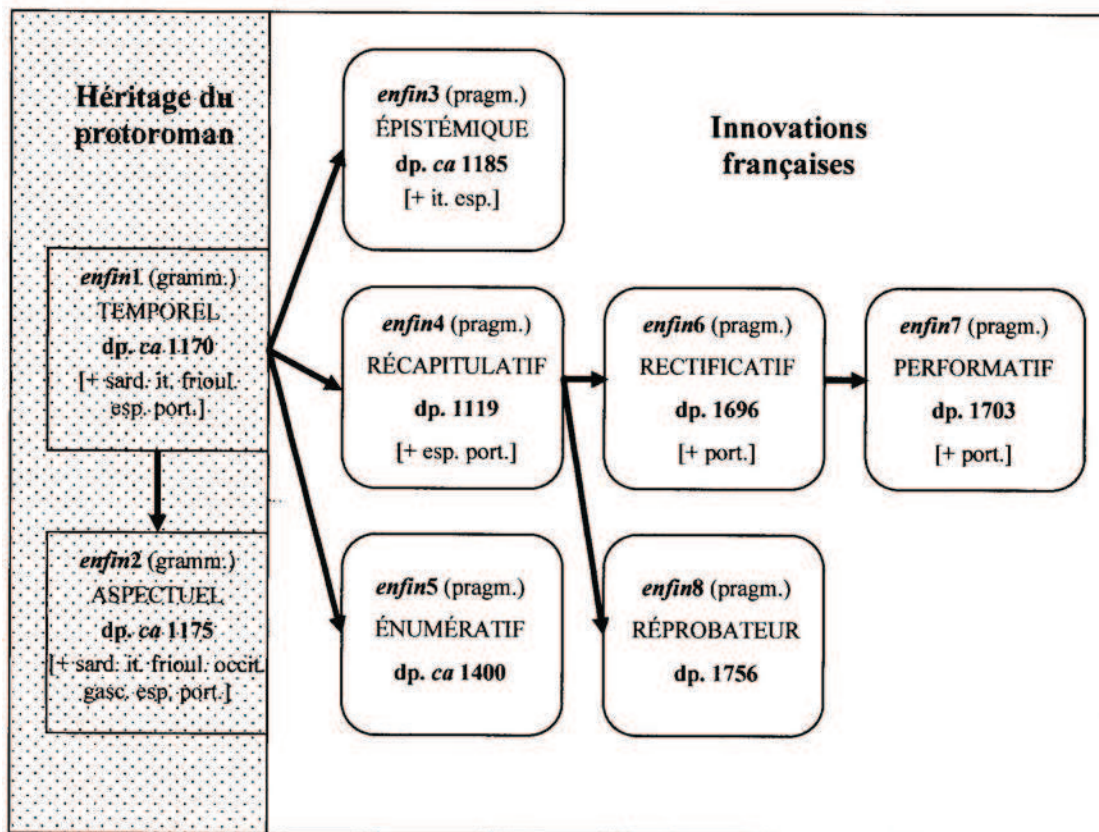 Héritage du
protoroman
enfin1 (gramm.)
TEMPOREL
dp. ca 1170
[+ sard. it. frioul.
esp. port.]
enfin2 (gramm.)
ASPECTUEL
dp. ca 1175
[+ sard. it. frioul. occit.
gasc. esp. port.]
Innovations
françaises
enfin3 (pragm.)
ÉPISTÉMIQUE
dp. ca 1185
[+ it. esp.]
enfin4 (pragm.)
RÉCAPITULATIF
dp. 1119
[+ esp. port.]
enfin6 (pragm.)
RECTIFICATIF
dp. 1696
[+ port.]
enfin7 (pragm.)
PERFORMATIF
dp. 1703
[+ port.]
enfin5 (pragm.)
ÉNUMÉRATIF
dp. ca 1400
enfin8 (pragm.)
RÉPROBATEUR
dp. 1756